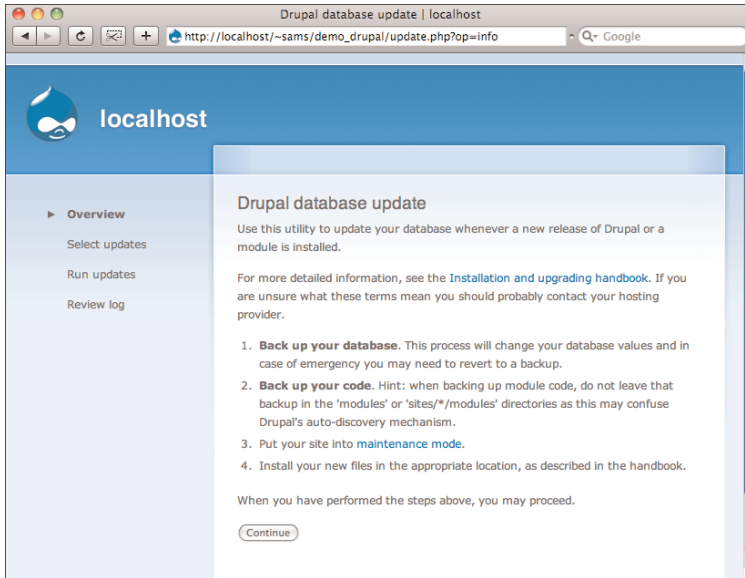 Drupal database update | localhost
http://localhost/~sams/demo_drupal/update.php?op=info
Google
localhost
Overview
Select updates
Run updates
Review log
Drupal database update
Use this utility to update your database whenever a new release of Drupal or a
module is installed.
For more detailed information, see the Installation and upgrading handbook. If you
are unsure what these terms mean you should probably contact your hosting
provider.
1. Back up your database. This process will change your database values and in
case of emergency you may need to revert to a backup.
2. Back up your code. Hint: when backing up module code, do not leave that
backup in the 'modules' or 'sites/*/modules' directories as this may confuse
Drupal's auto-discovery mechanism.
3. Put your site into maintenance mode.
4. Install your new files in the appropriate location, as described in the handbook.
When you have performed the steps above, you may proceed.
Continue